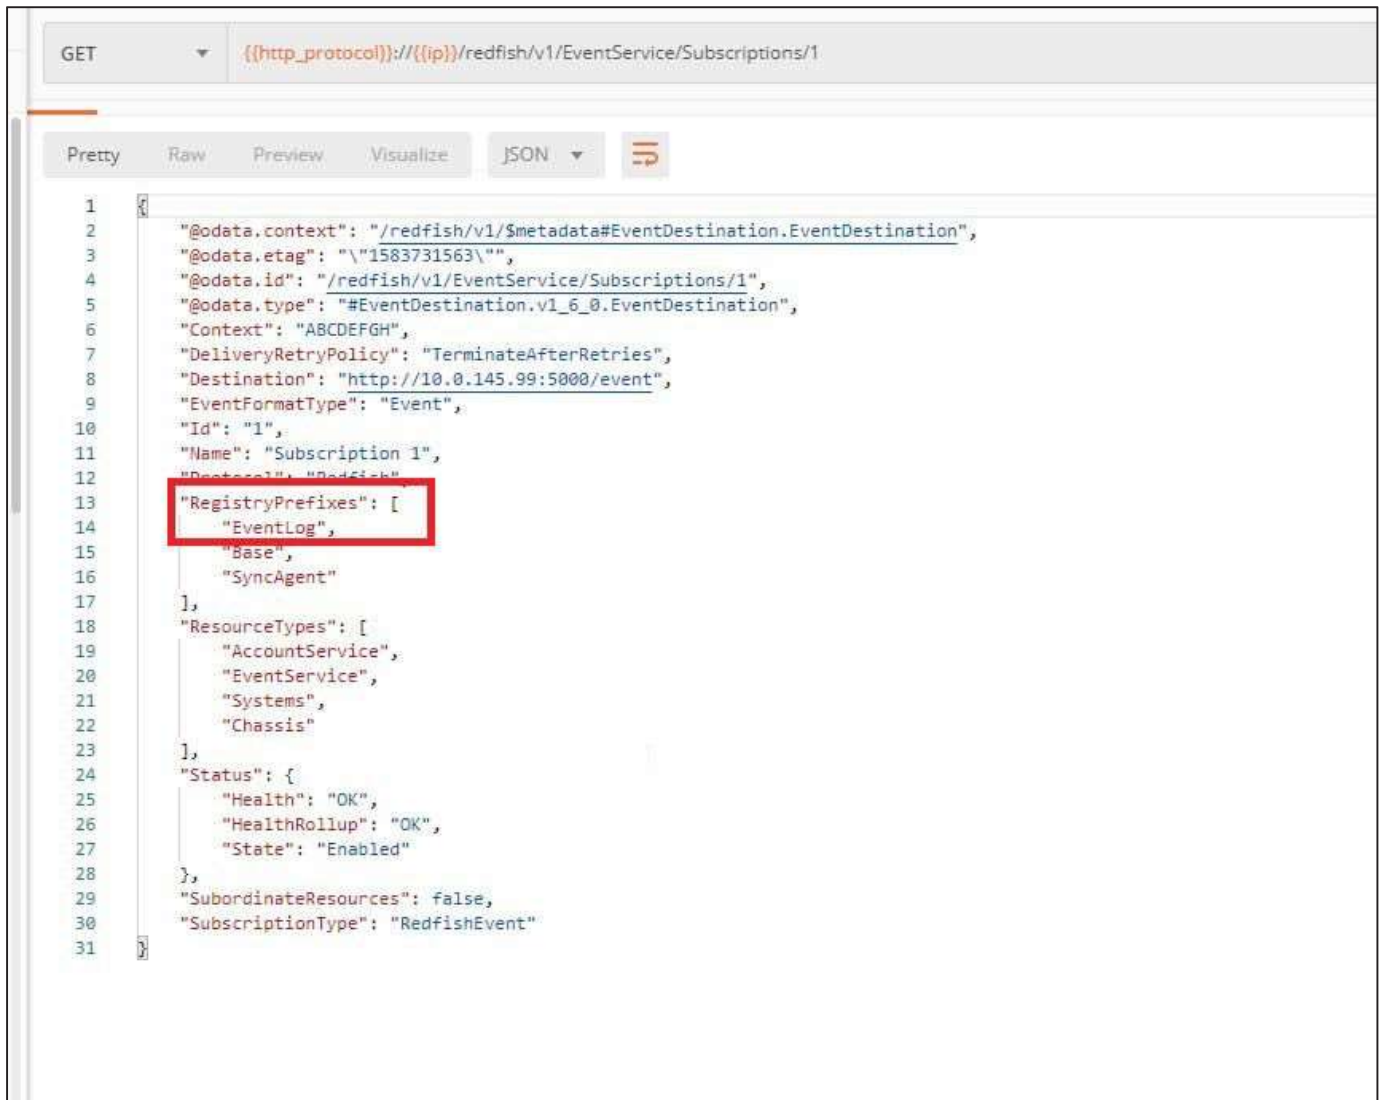 GET {{http_protocol}}://{{ip}}/redfish/v1/EventService/Subscriptions/1
Pretty Raw Preview Visualize JSON
1 {
2 "@odata.context": "/redfish/v1/$metadata#EventDestination.EventDestination",
3 "@odata.etag": "\"1583731563\"",
4 "@odata.id": "/redfish/v1/EventService/Subscriptions/1",
5 "@odata.type": "#EventDestination.v1_6_0.EventDestination",
6 "Context": "ABCDEFGH",
7 "DeliveryRetryPolicy": "TerminateAfterRetries",
8 "Destination": "http://10.0.145.99:5000/event",
9 "EventFormatType": "Event",
10 "Id": "1",
11 "Name": "Subscription 1",
12 "Protocol": "Redfish",
13 "RegistryPrefixes": [
14 "EventLog",
15 "Base",
16 "SyncAgent"
17 ],
18 "ResourceTypes": [
19 "AccountService",
20 "EventService",
21 "Systems",
22 "Chassis"
23 ],
24 "Status": {
25 "Health": "OK",
26 "HealthRollup": "OK",
27 "State": "Enabled"
28 },
29 "SubordinateResources": false,
30 "SubscriptionType": "RedfishEvent"
31 }